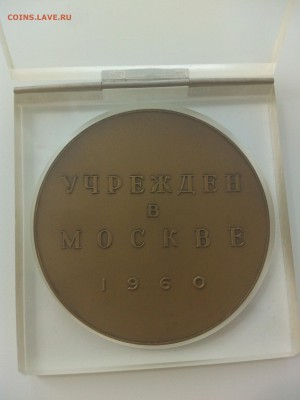 COINS.LAVE.RU
УЧРЕЖДЕН
В
МОСКВЕ
1960